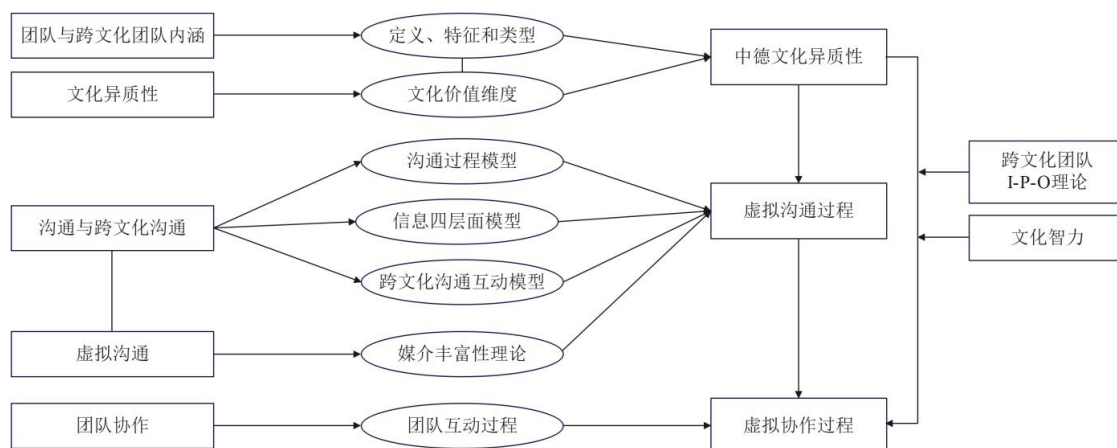 团队与跨文化团队内涵
定义、特征和类型
中德文化异质性
文化异质性
文化价值维度
沟通过程模型
跨文化团队
I-P-O理论
沟通与跨文化沟通
信息四层面模型
虚拟沟通过程
文化智力
跨文化沟通互动模型
虚拟沟通
媒介丰富性理论
团队协作
团队互动过程
虚拟协作过程